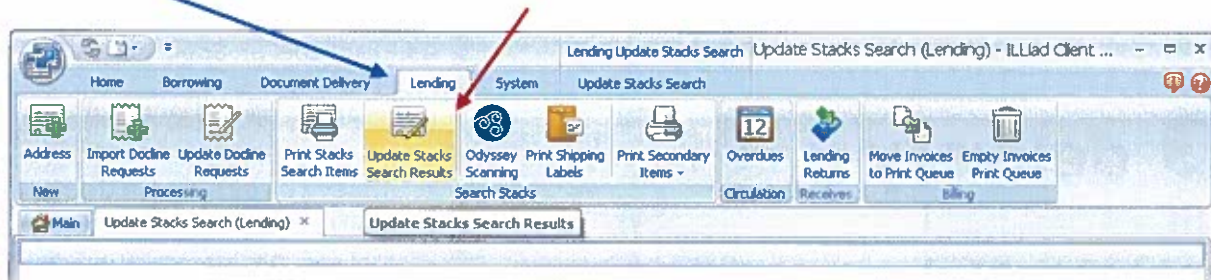 Lending Update Stacks Search Update Stacks Search (Lending) - ILLiad Client ...
Home Borrowing Document Delivery Lending System Update Stacks Search
Address Import Docline Requests Update Docline Requests Print Stacks Search Items Update Stacks Search Results Odyssey Scanning Print Shipping Labels Print Secondary Items 12 Overdues Lending Returns Move Invoices to Print Queue Empty Invoices Print Queue
New Processing Search Stacks Circulation Receives Billing
Main Update Stacks Search (Lending) × Update Stacks Search Results